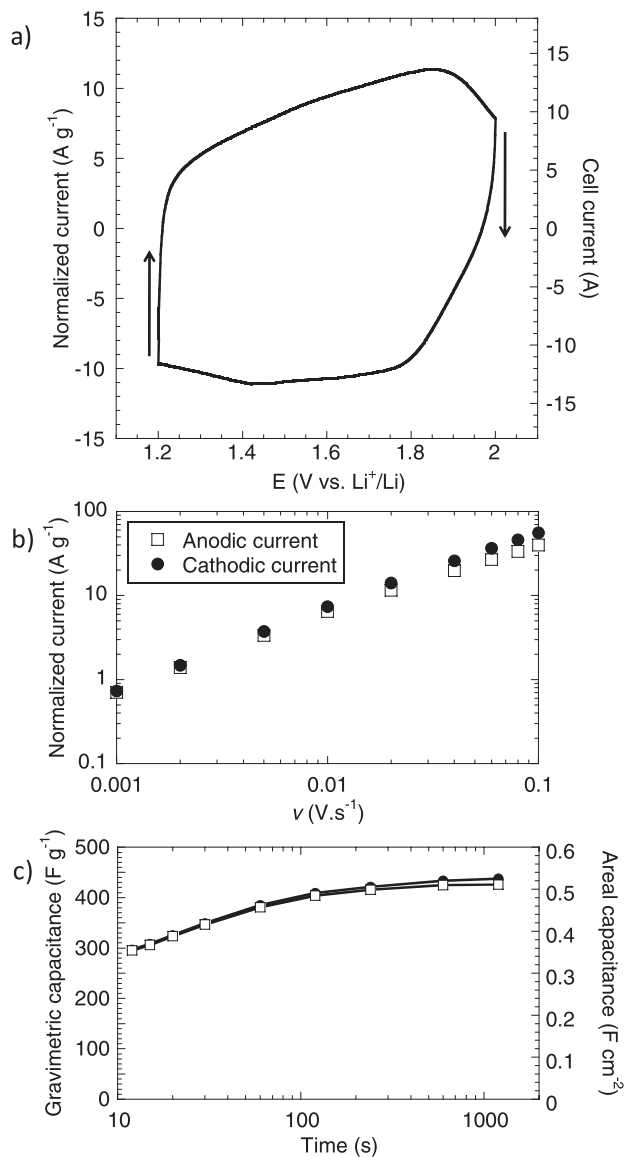 a)
15
10
5
0
-5
-10
-15
Normalized current (A g⁻¹)
15
10
5
0
-5
-10
-15
Cell current (A)
1.2 1.4 1.6 1.8 2
E (V vs. Li⁺/Li)
b)
100
10
1
0.1
Normalized current (A g⁻¹)
Anodic current
Cathodic current
0.001 0.01 0.1
v (V.s⁻¹)
c)
500
400
300
200
100
0
Gravimetric capacitance (F g⁻¹)
0.6
0.5
0.4
0.3
0.2
0.1
0
Areal capacitance (F cm⁻²)
10 100 1000
Time (s)